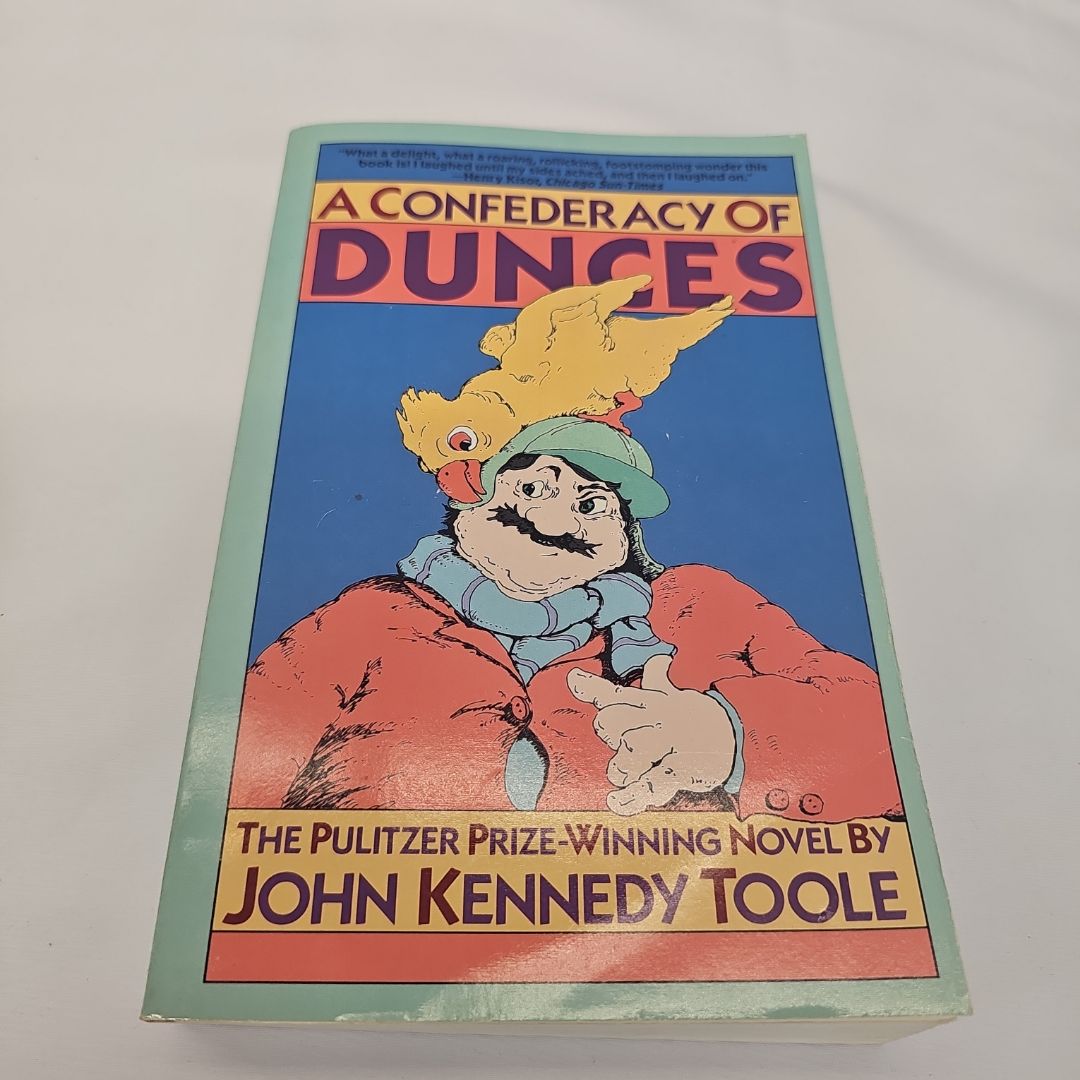 "What a delight, what a roaring, rollicking, footstomping wonder this
book is! I laughed until my sides ached, and then I laughed on."
—Henry Kisor, Chicago Sun-Times
A CONFEDERACY OF
DUNCES
THE PULITZER PRIZE-WINNING NOVEL BY
JOHN KENNEDY TOOLE